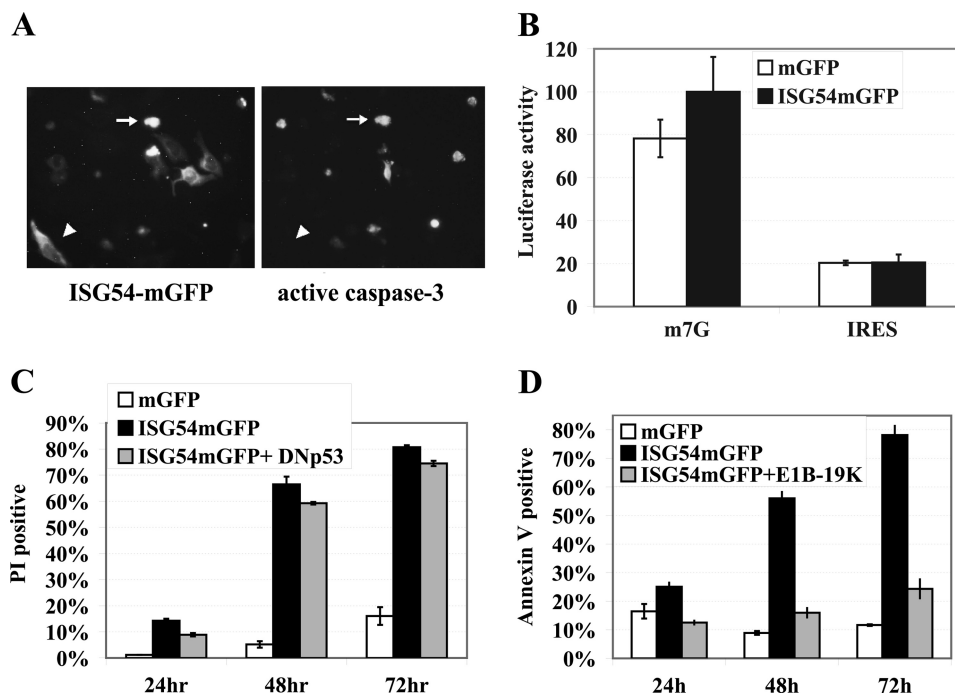 A
ISG54-mGFP
active caspase-3
B
Luciferase activity
120
100
80
60
40
20
0
mGFP
ISG54mGFP
m7G
IRES
C
PI positive
90%
80%
70%
60%
50%
40%
30%
20%
10%
0%
mGFP
ISG54mGFP
ISG54mGFP+ DNp53
24hr
48hr
72hr
D
Annexin V positive
80%
70%
60%
50%
40%
30%
20%
10%
0%
mGFP
ISG54mGFP
ISG54mGFP+E1B-19K
24h
48h
72h